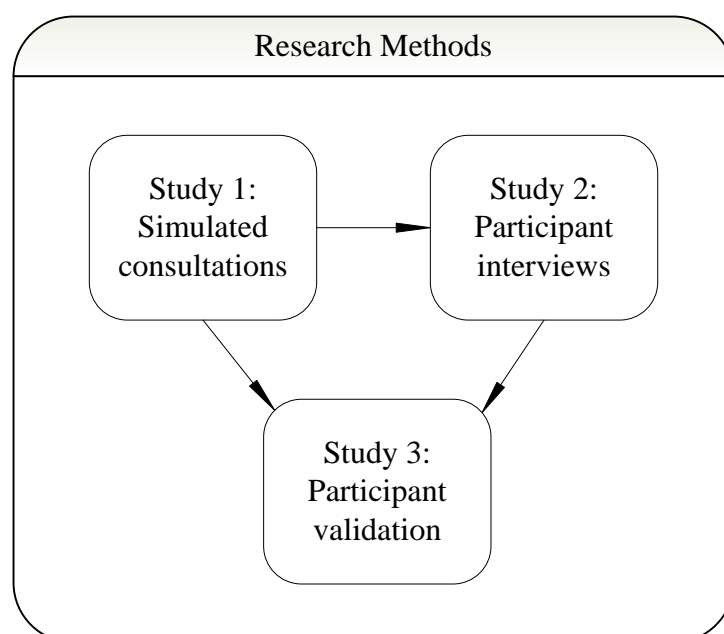 Research Methods
Study 1:
Simulated
consultations
Study 2:
Participant
interviews
Study 3:
Participant
validation